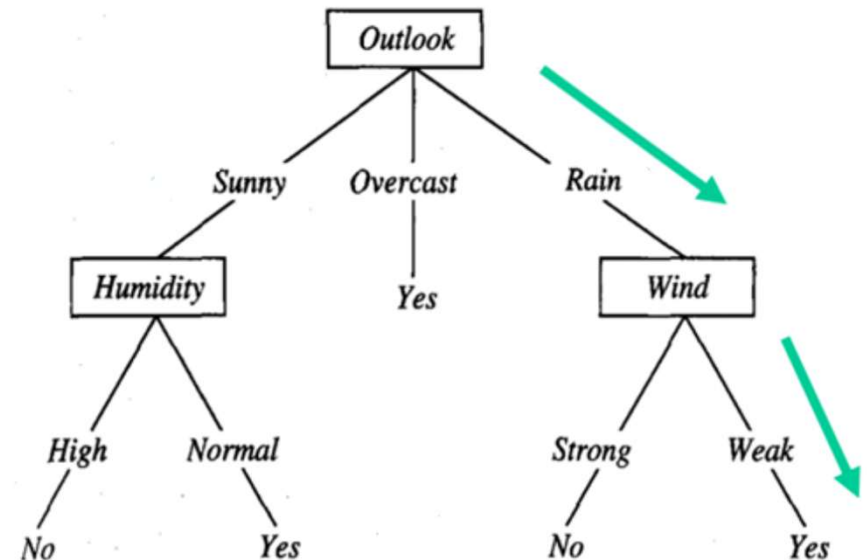 Outlook
Sunny Overcast Rain
Humidity Yes Wind
High Normal Strong Weak
No Yes No Yes